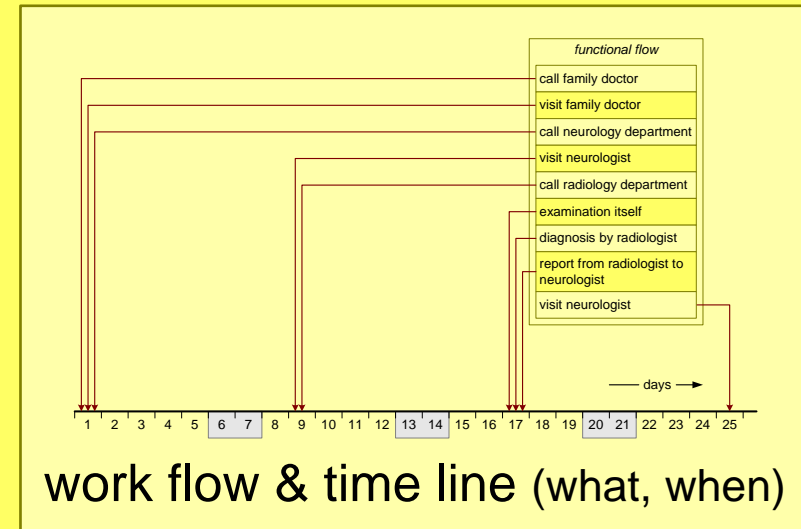 functional flow
call family doctor
visit family doctor
call neurology department
visit neurologist
call radiology department
examination itself
diagnosis by radiologist
report from radiologist to
neurologist
visit neurologist
days
1 2 3 4 5 6 7 8 9 10 11 12 13 14 15 16 17 18 19 20 21 22 23 24 25
work flow & time line (what, when)